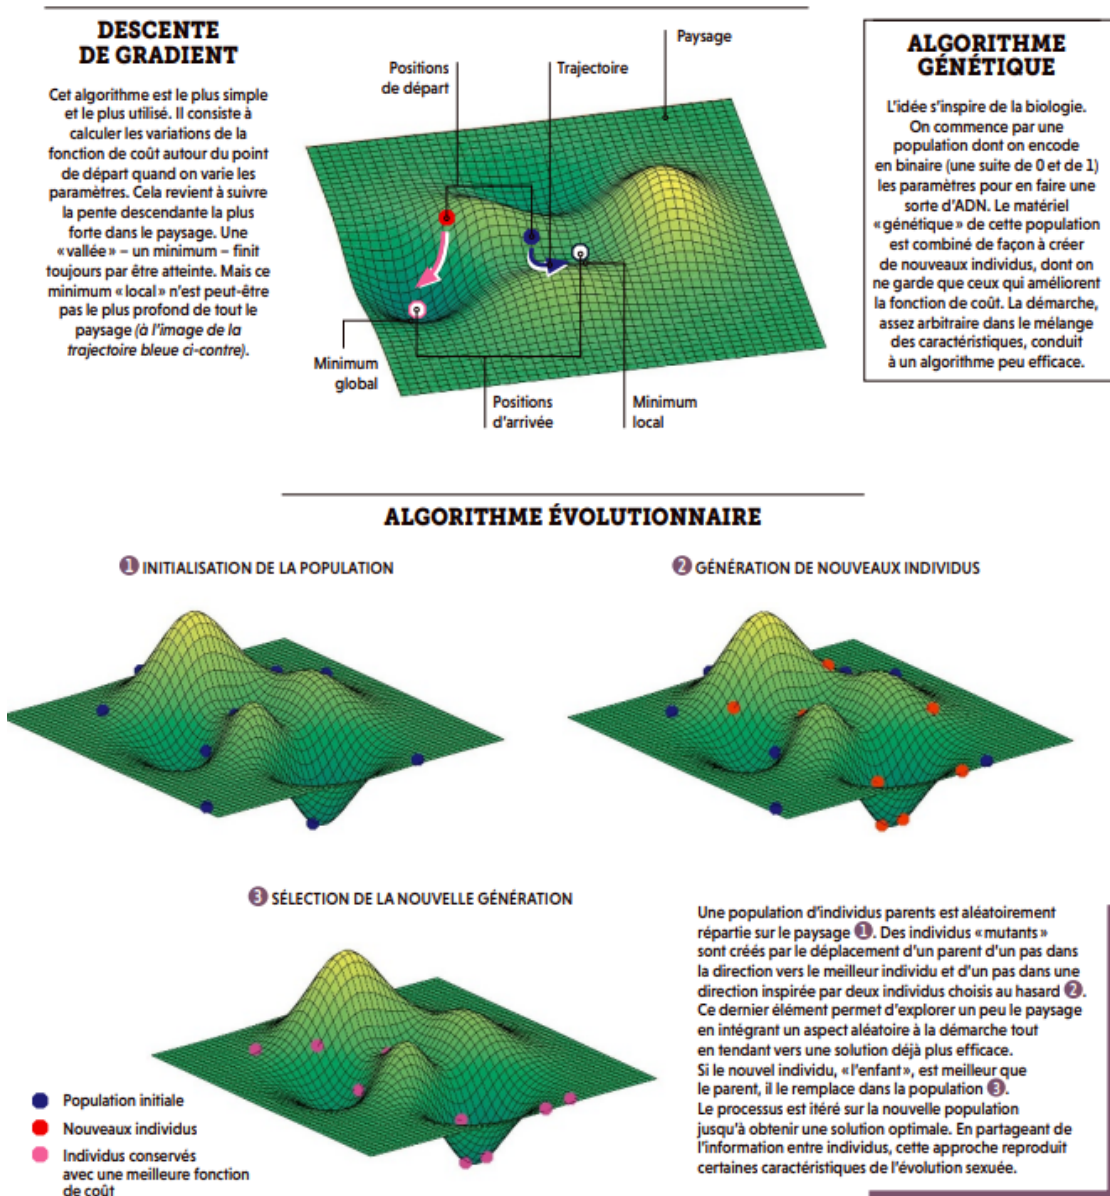 DESCENTE
DE GRADIENT
Cet algorithme est le plus simple
et le plus utilisé. Il consiste à
calculer les variations de la
fonction de coût autour du point
de départ quand on varie les
paramètres. Cela revient à suivre
la pente descendante la plus
forte dans le paysage. Une
«vallée» – un minimum – finit
toujours par être atteinte. Mais ce
minimum «local» n'est peut-être
pas le plus profond de tout le
paysage (à l'image de la
trajectoire bleue ci-contre).
Positions
de départ
Trajectoire
Paysage
Minimum
global
Positions
d'arrivée
Minimum
local
ALGORITHME
GÉNÉTIQUE
L'idée s'inspire de la biologie.
On commence par une
population dont on encode
en binaire (une suite de 0 et de 1)
les paramètres pour en faire une
sorte d'ADN. Le matériel
«génétique» de cette population
est combiné de façon à créer
de nouveaux individus, dont on
ne garde que ceux qui améliorent
la fonction de coût. La démarche,
assez arbitraire dans le mélange
des caractéristiques, conduit
à un algorithme peu efficace.
ALGORITHME ÉVOLUTIONNAIRE
1 INITIALISATION DE LA POPULATION
2 GÉNÉRATION DE NOUVEAUX INDIVIDUS
3 SÉLECTION DE LA NOUVELLE GÉNÉRATION
Population initiale
Nouveaux individus
Individus conservés
avec une meilleure fonction
de coût
Une population d'individus parents est aléatoirement
répartie sur le paysage 1. Des individus «mutants»
sont créés par le déplacement d'un parent d'un pas dans
la direction vers le meilleur individu et d'un pas dans une
direction inspirée par deux individus choisis au hasard 2.
Ce dernier élément permet d'explorer un peu le paysage
en intégrant un aspect aléatoire à la démarche tout
en tendant vers une solution déjà plus efficace.
Si le nouvel individu, «l'enfant», est meilleur que
le parent, il le remplace dans la population 3.
Le processus est itéré sur la nouvelle population
jusqu'à obtenir une solution optimale. En partageant de
l'information entre individus, cette approche reproduit
certaines caractéristiques de l'évolution sexuée.